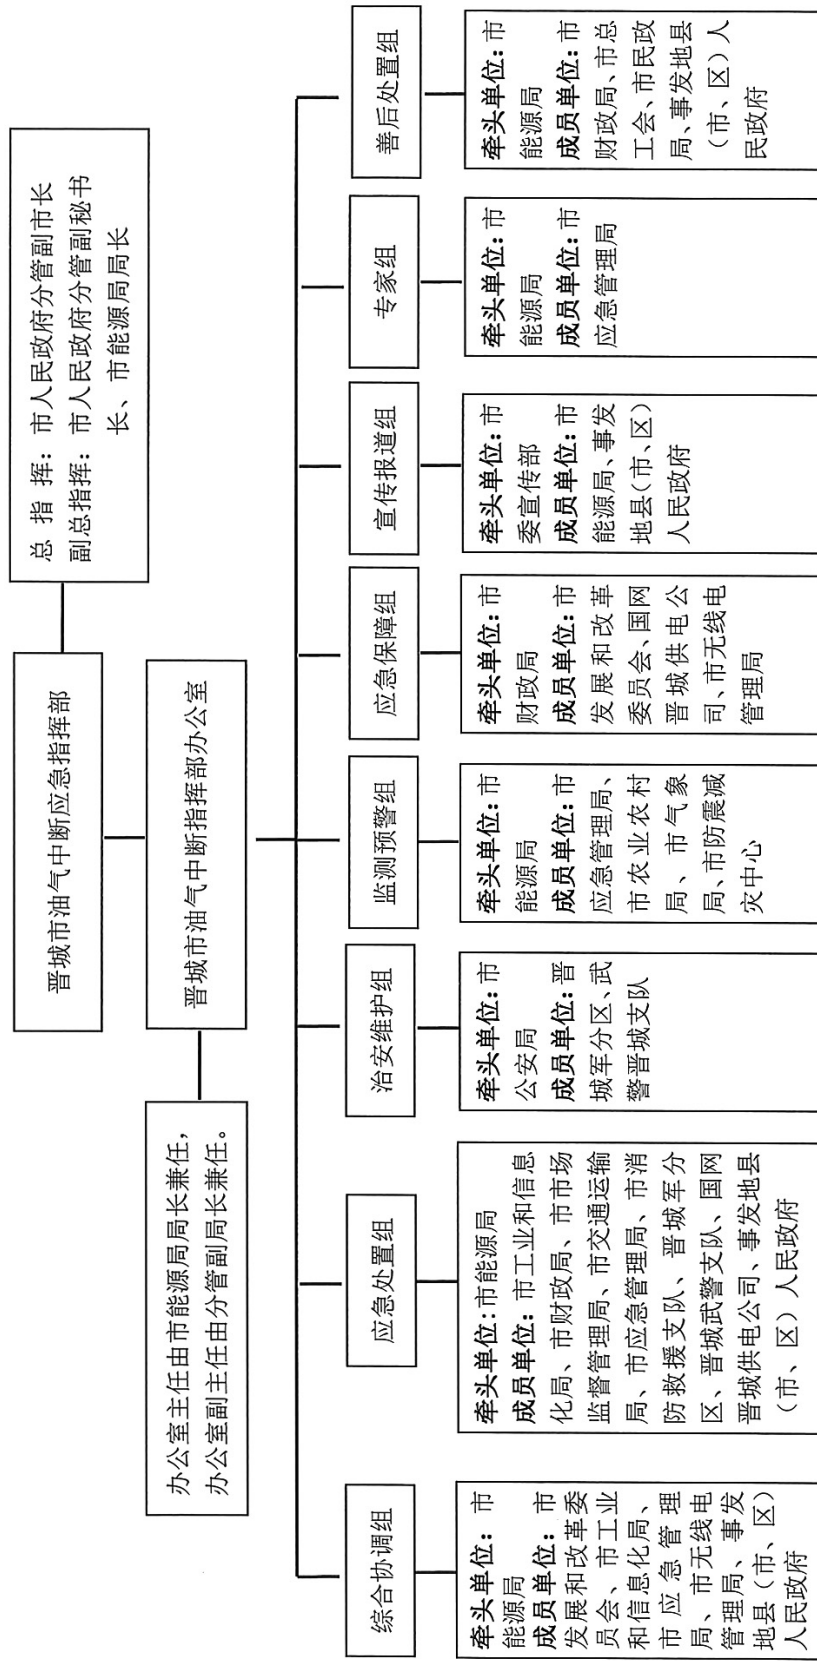 晋城市油气中断应急指挥部
总 指 挥：市人民政府分管副市长
副总指挥：市人民政府分管副秘书
长、市能源局局长
晋城市油气中断指挥部办公室
办公室主任由市能源局局长兼任，
办公室副主任由分管副局长兼任。
综合协调组
牵头单位：市
能源局
成员单位：市
发展和改革委
员会、市工业
和信息化局、
市应急管理
局、市无线电
管理局、事发
地县（市、区）
人民政府
应急处置组
牵头单位：市能源局
成员单位：市工业和信息
化局、市财政局、市市场
监督管理局、市交通运输
局、市应急管理局、市消
防救援支队、晋城军分
区、晋城武警支队、国网
晋城供电公司、事发地县
（市、区）人民政府
治安维护组
牵头单位：市
公安局
成员单位：晋
城军分区、武
警晋城支队
监测预警组
牵头单位：市
能源局
成员单位：市
应急管理局、
市农业农村
局、市气象
局、市防震减
灾中心
应急保障组
牵头单位：市
财政局
成员单位：市
发展和改革
委员会、国网
晋城供电公
司、市无线电
管理局
宣传报道组
牵头单位：市
委宣传部
成员单位：市
能源局、事发
地县（市、区）
人民政府
专家组
牵头单位：市
能源局
成员单位：市
应急管理局
善后处置组
牵头单位：市
能源局
成员单位：市
财政局、市总
工会、市民政
局、事发地县
（市、区）人
民政府